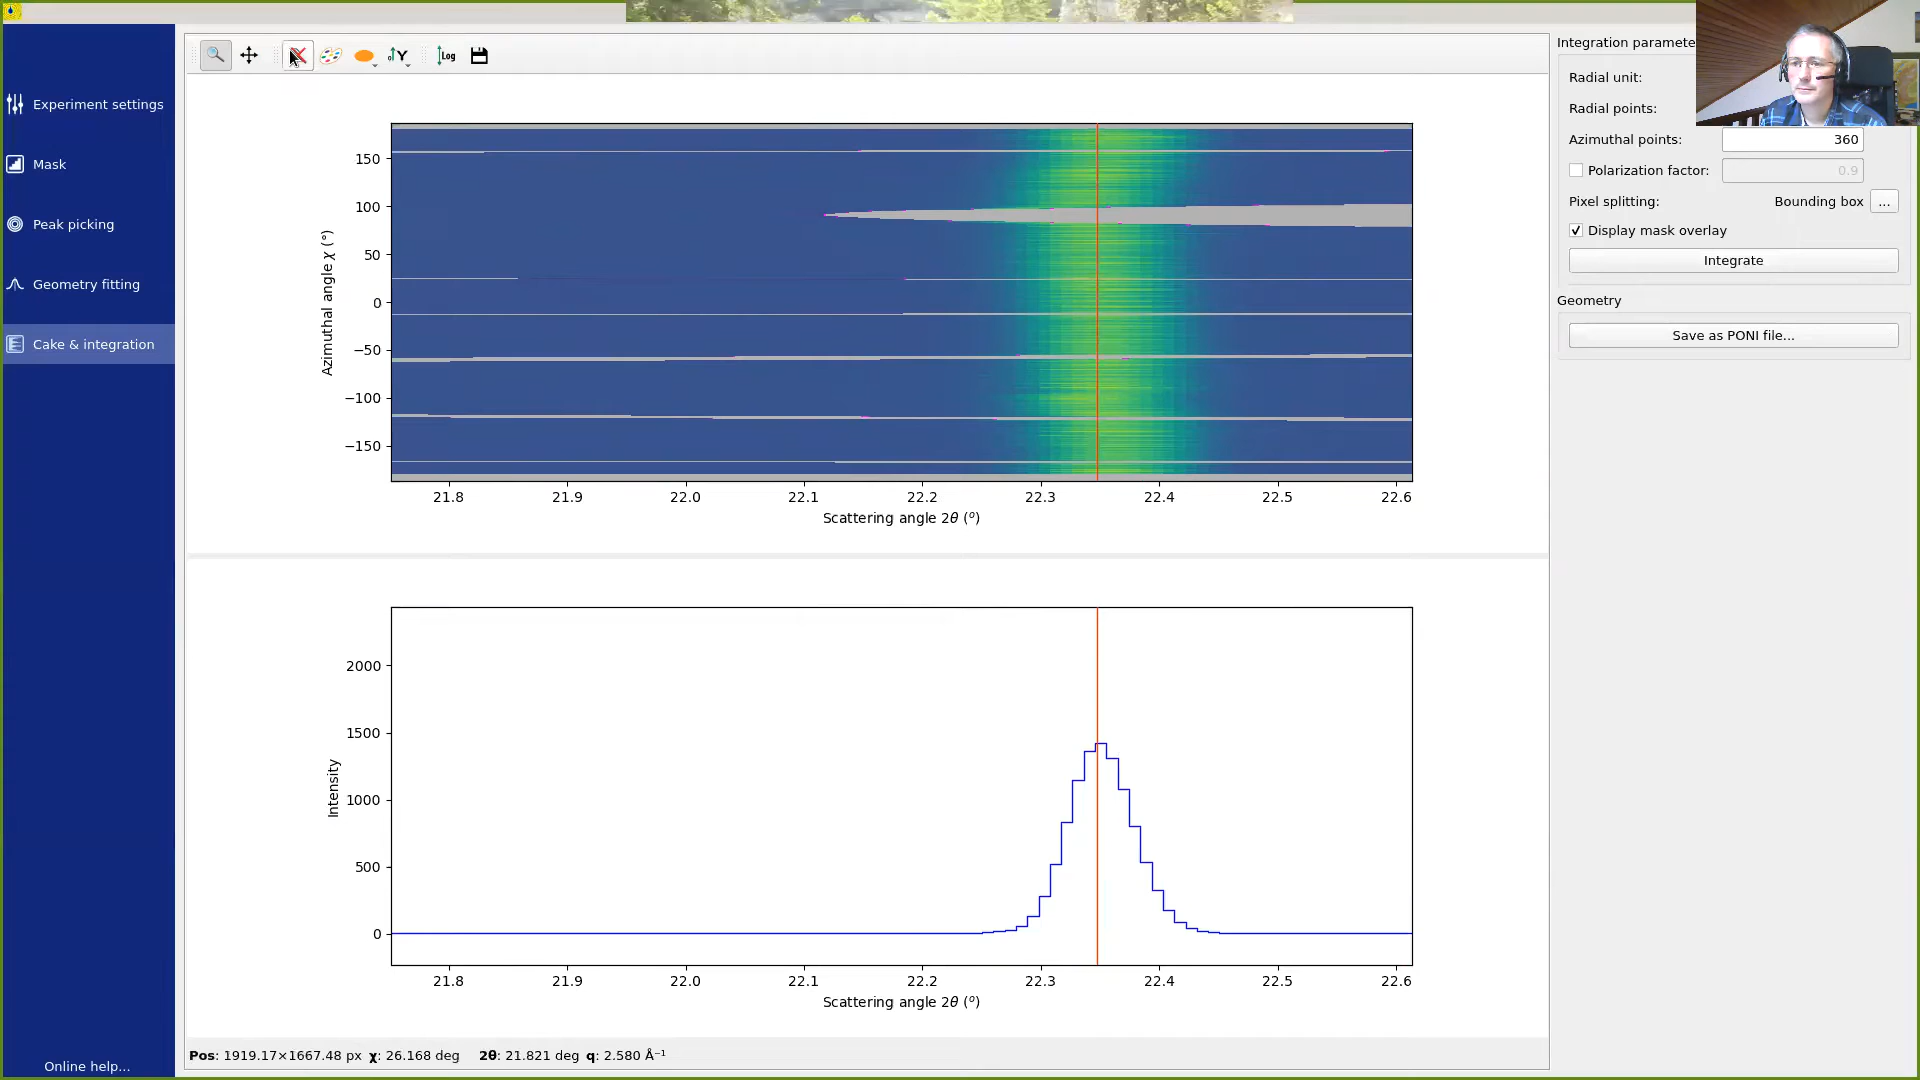 Experiment settings
Mask
Peak picking
Geometry fitting
Cake & integration
Online help...
Y
Log
150
100
50
0
−50
−100
−150
Azimuthal angle χ (°)
21.8 21.9 22.0 22.1 22.2 22.3 22.4 22.5 22.6
Scattering angle 2θ (o)
2000
1500
1000
500
0
Intensity
21.8 21.9 22.0 22.1 22.2 22.3 22.4 22.5 22.6
Scattering angle 2θ (o)
Pos: 1919.17×1667.48 px χ: 26.168 deg 2θ: 21.821 deg q: 2.580 Å⁻¹
Integration paramete
Radial unit:
Radial points:
Azimuthal points: 360
Polarization factor: 0.9
Pixel splitting: Bounding box ...
Display mask overlay
Integrate
Geometry
Save as PONI file...